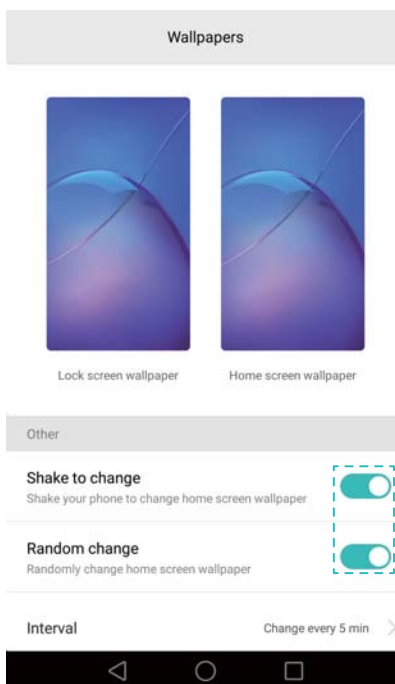 Wallpapers
Lock screen wallpaper Home screen wallpaper
Other
Shake to change
Shake your phone to change home screen wallpaper
Random change
Randomly change home screen wallpaper
Interval Change every 5 min